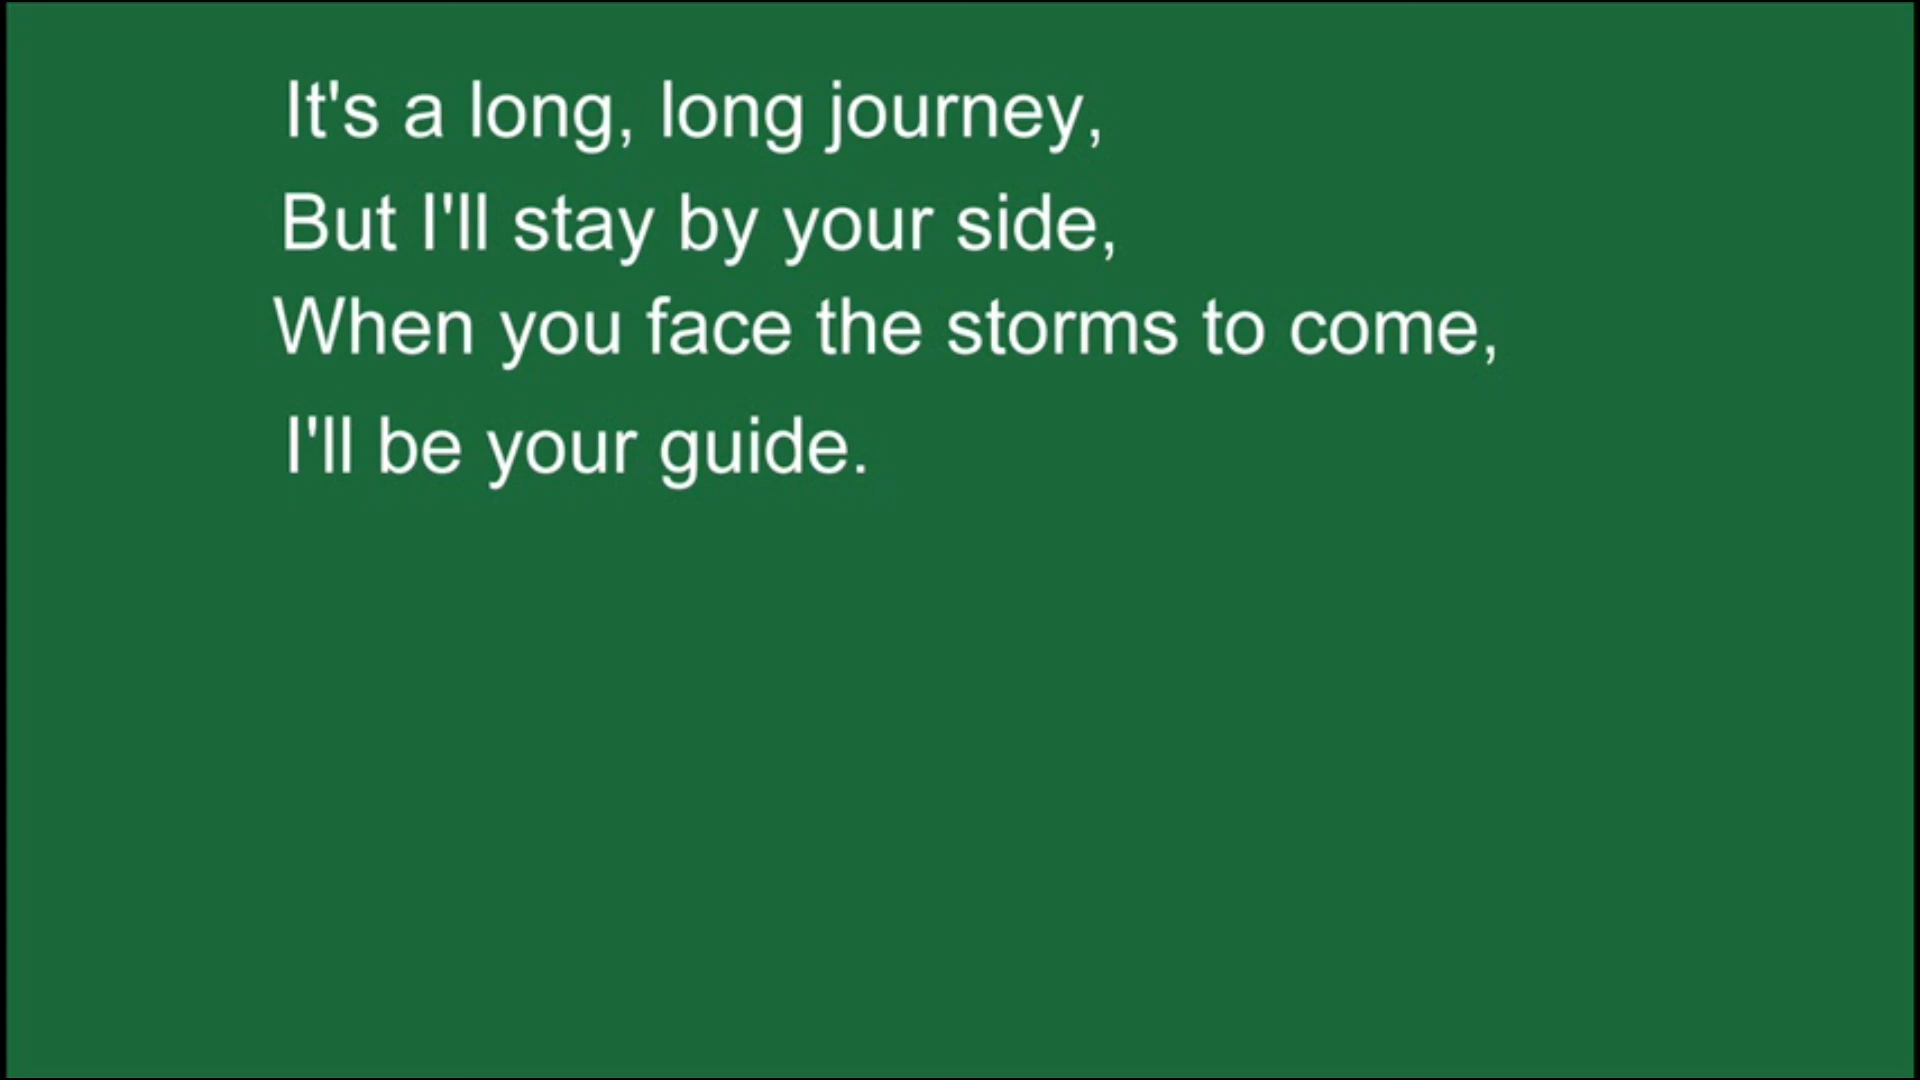 It's a long, long journey,
But I'll stay by your side,
When you face the storms to come,
I'll be your guide.